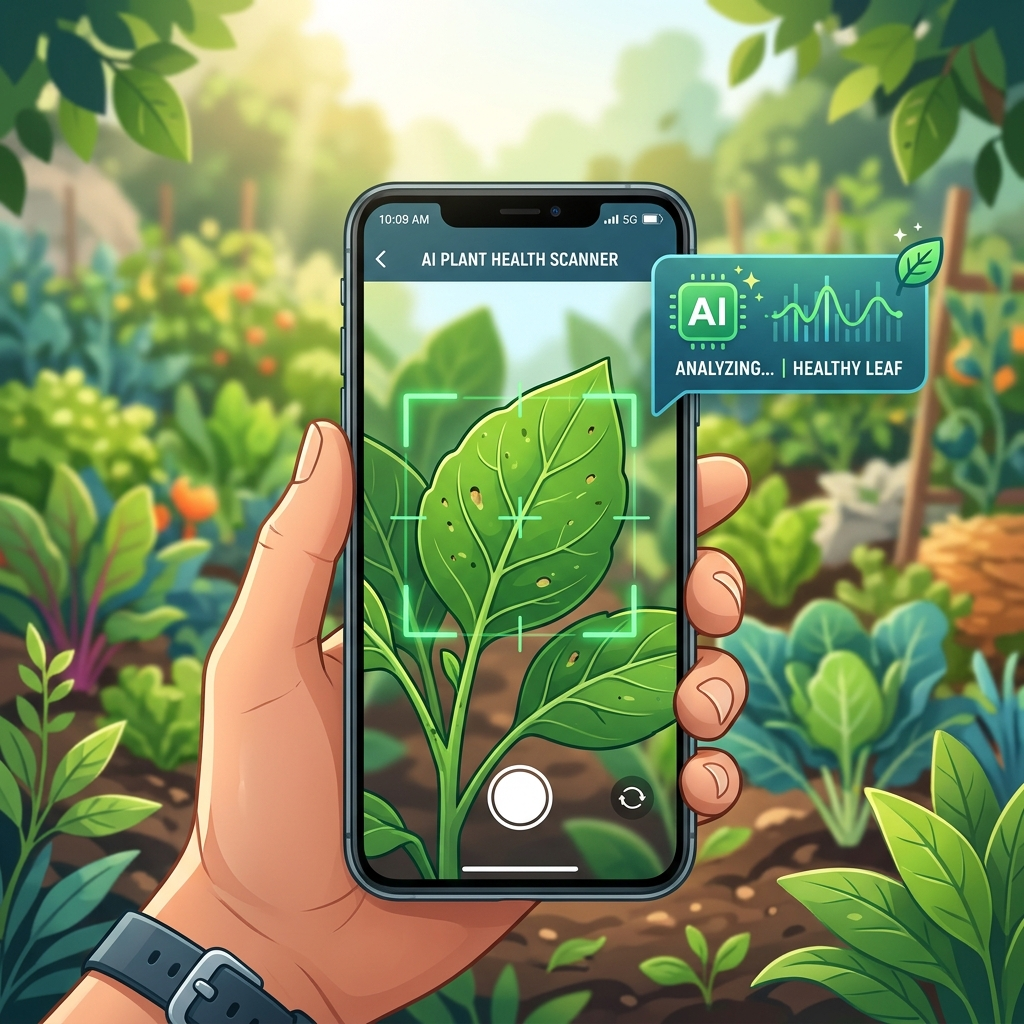 10:09 AM
5G
AI PLANT HEALTH SCANNER
AI
ANALYZING... | HEALTHY LEAF